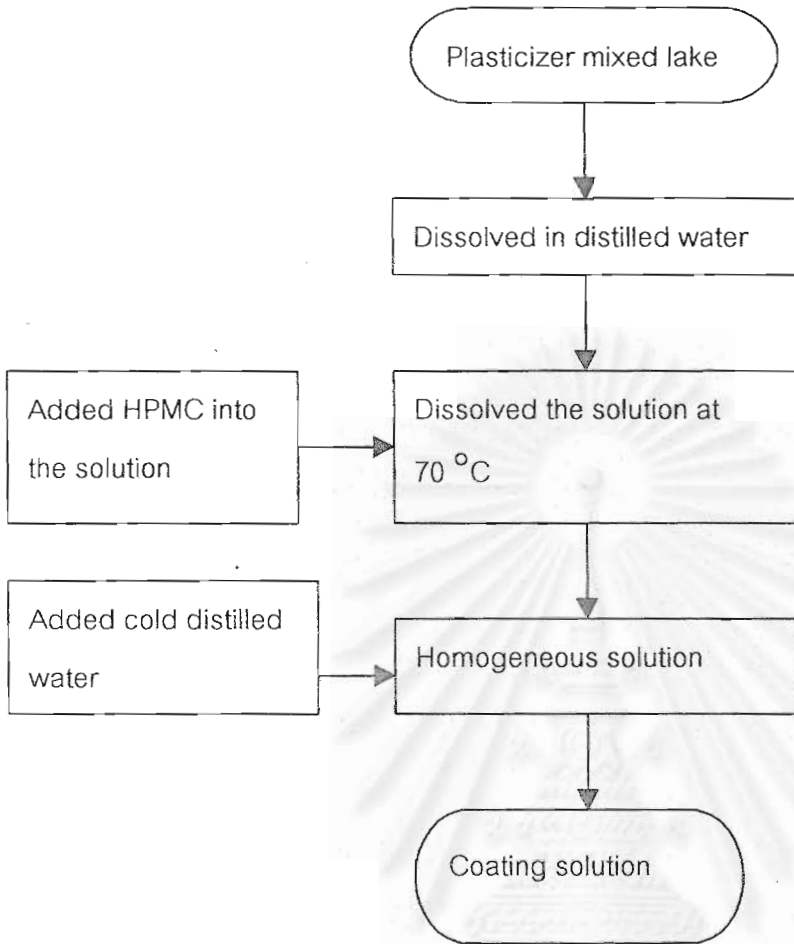 Plasticizer mixed lake
Dissolved in distilled water
Added HPMC into
the solution
Dissolved the solution at
70 °C
Added cold distilled
water
Homogeneous solution
Coating solution